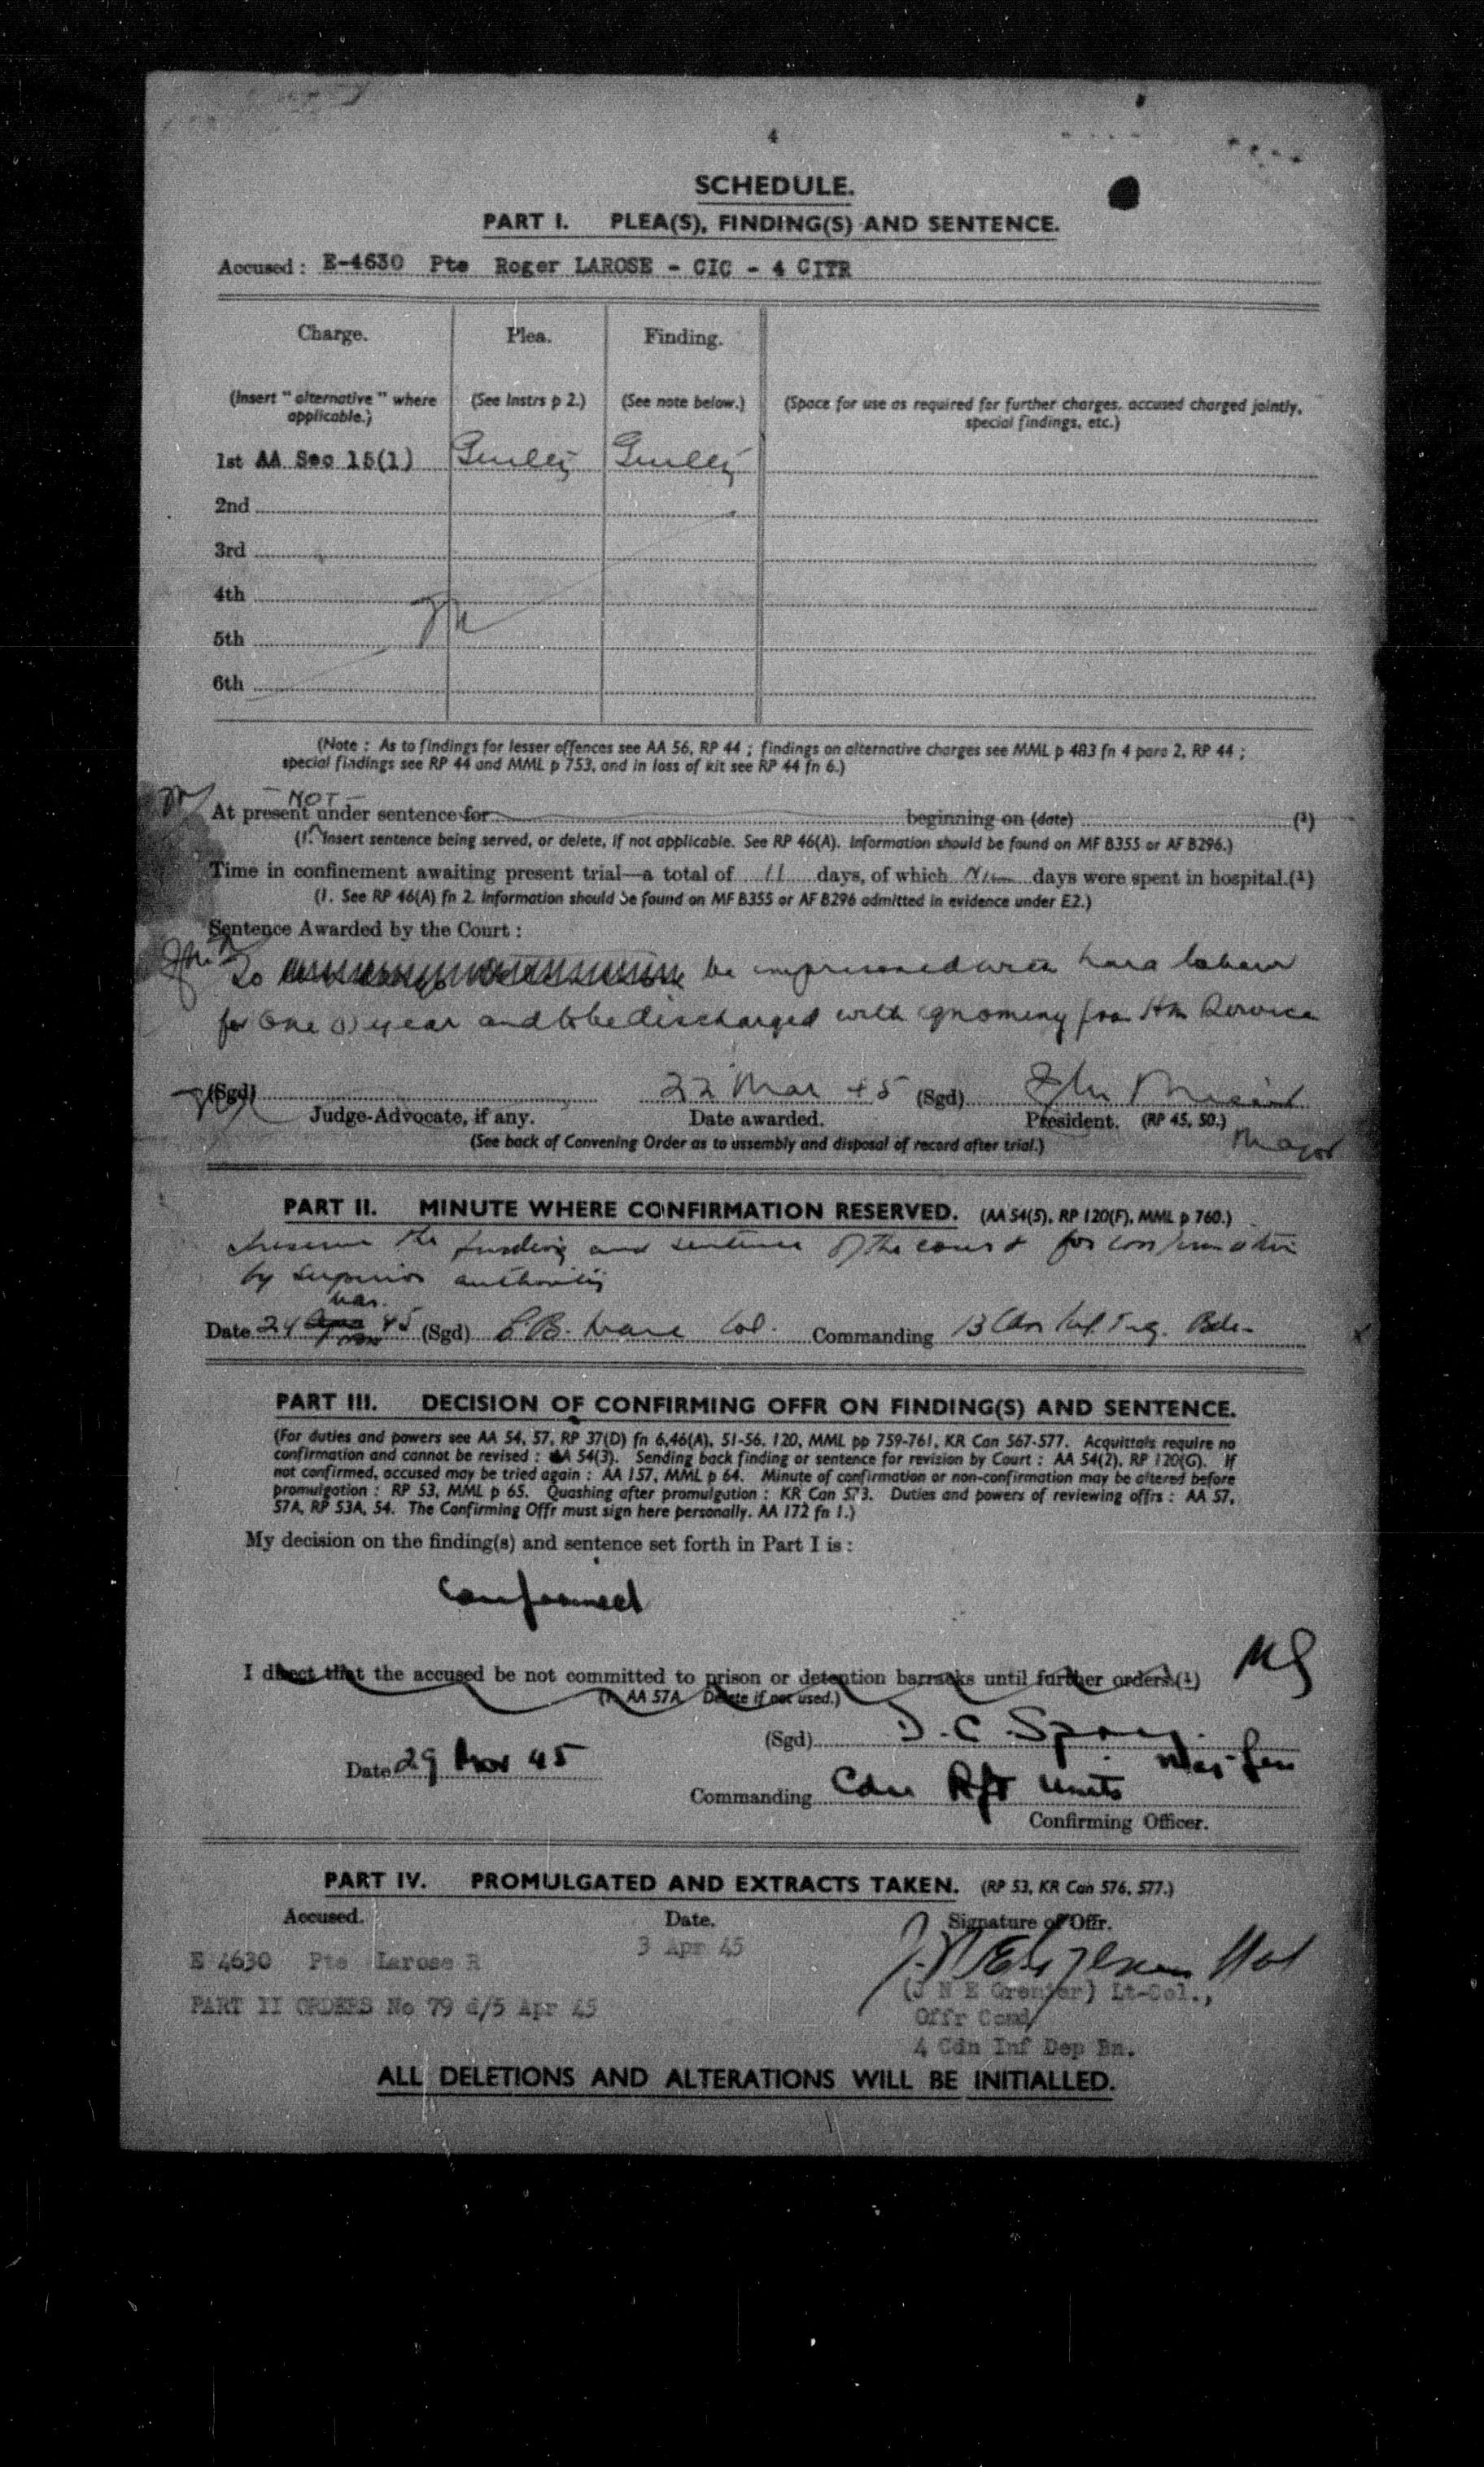 4
SCHEDULE.
PART I. PLEA(S), FINDING(S) AND SENTENCE.
Accused: E-4630 Pte Roger LAROSE - CIC - 4 CITR
Charge. Plea. Finding.
(Insert "alternative" where applicable.) (See Instrs p 2.) (See note below.) (Space for use as required for further charges, accused charged jointly, special findings, etc.)
1st AA Sec 15(1) Guilty Guilty
2nd
3rd
4th
5th
6th
(Note: As to findings for lesser offences see AA 56, RP 44; findings on alternative charges see MML p 483 fn 4 para 2, RP 44;
special findings see RP 44 and MML p 753, and in loss of kit see RP 44 fn 6.)
- NOT -
At present under sentence for beginning on (date) (1)
(1. Insert sentence being served, or delete, if not applicable. See RP 46(A). Information should be found on MF B355 or AF B296.)
Time in confinement awaiting present trial—a total of 11 days, of which days were spent in hospital.(1)
(1. See RP 46(A) fn 2. Information should be found on MF B355 or AF B296 admitted in evidence under E2.)
Sentence Awarded by the Court:
To be imprisoned with hard labour
for One (1) year and to be discharged with ignominy from HM Service
(Sgd) 22 Mar 45 (Sgd)
Judge-Advocate, if any. Date awarded. President. (RP 45, 50.)
Major
(See back of Convening Order as to assembly and disposal of record after trial.)
PART II. MINUTE WHERE CONFIRMATION RESERVED. (AA 54(5), RP 120(F), MML p 760.)
I reserve the finding and sentence of the court for confirmation
by superior authority
Mar.
Date 24 45 (Sgd) Col. Commanding 13 Cdn Inf Trg. Bde.
PART III. DECISION OF CONFIRMING OFFR ON FINDING(S) AND SENTENCE.
(For duties and powers see AA 54, 57, RP 37(D) fn 6,46(A), 51-56, 120, MML pp 759-761, KR Can 567-577. Acquittals require no
confirmation and cannot be revised: AA 54(3). Sending back finding or sentence for revision by Court: AA 54(2), RP 120(G). If
not confirmed, accused may be tried again: AA 157, MML p 64. Minute of confirmation or non-confirmation may be altered before
promulgation: RP 53, MML p 65. Quashing after promulgation: KR Can 573. Duties and powers of reviewing offrs: AA 57,
57A, RP 53A, 54. The Confirming Offr must sign here personally. AA 172 fn 1.)
My decision on the finding(s) and sentence set forth in Part I is:
Confirmed
I direct that the accused be not committed to prison or detention barracks until further orders.(1)
(1. AA 57A Delete if not used.)
(Sgd) D. C. Spry Maj-Gen
Date 29 Mar 45
Commanding Cdn Rft Units
Confirming Officer.
PART IV. PROMULGATED AND EXTRACTS TAKEN. (RP 53, KR Can 576, 577.)
Accused. Date. Signature of Offr.
E 4630 Pte Larose R 3 Apr 45
(J N E Grenier) Lt-Col.,
PART II ORDERS No 79 d/5 Apr 45
Offr Comd,
4 Cdn Inf Dep Bn.
ALL DELETIONS AND ALTERATIONS WILL BE INITIALLED.